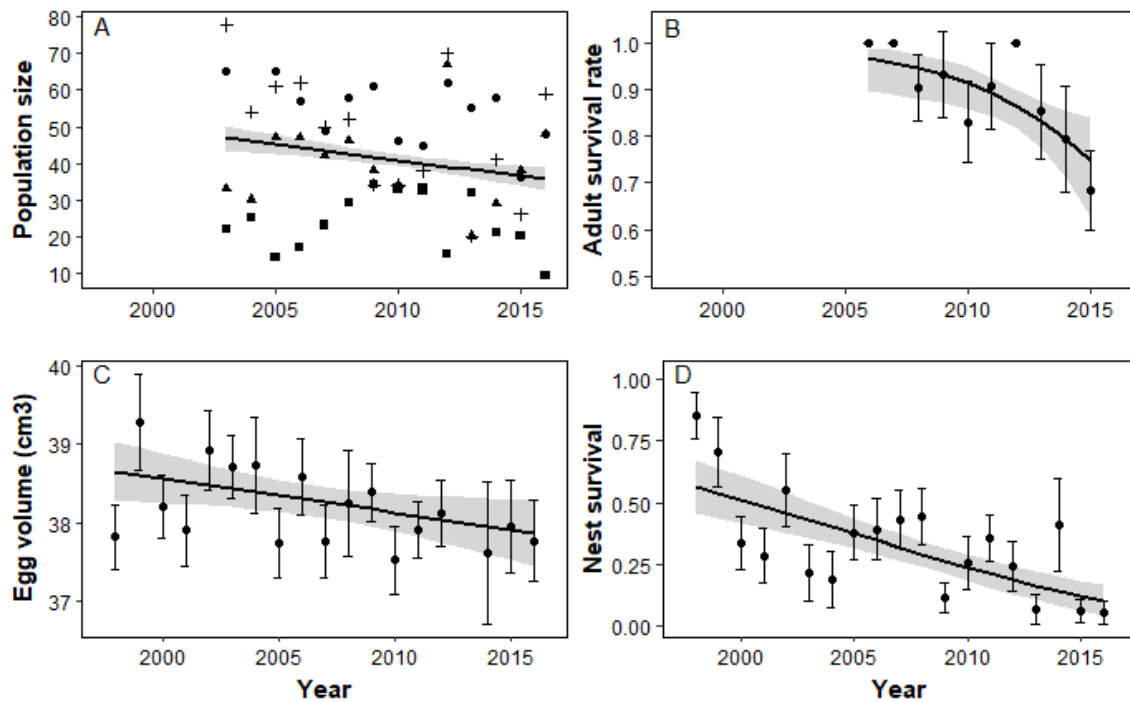 A
Population size
80
70
60
50
40
30
20
10
2000 2005 2010 2015
B
Adult survival rate
1.0
0.9
0.8
0.7
0.6
0.5
2000 2005 2010 2015
C
Egg volume (cm3)
40
39
38
37
2000 2005 2010 2015
Year
D
Nest survival
1.00
0.75
0.50
0.25
0.00
2000 2005 2010 2015
Year